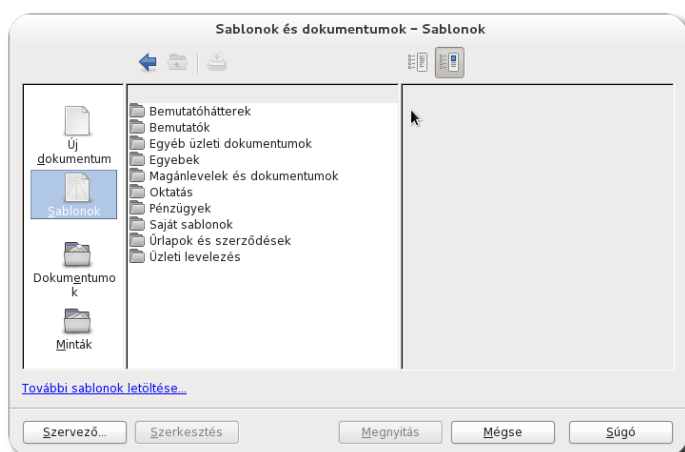 Sablonok és dokumentumok – Sablonok
Új
dokumentum
Sablonok
Dokumentumo
k
Minták
Bemutatóhátterek
Bemutatók
Egyéb üzleti dokumentumok
Egyebek
Magánlevelek és dokumentumok
Oktatás
Pénzügyek
Saját sablonok
Űrlapok és szerződések
Üzleti levelezés
További sablonok letöltése...
Szervező...
Szerkesztés
Megnyitás
Mégse
Súgó